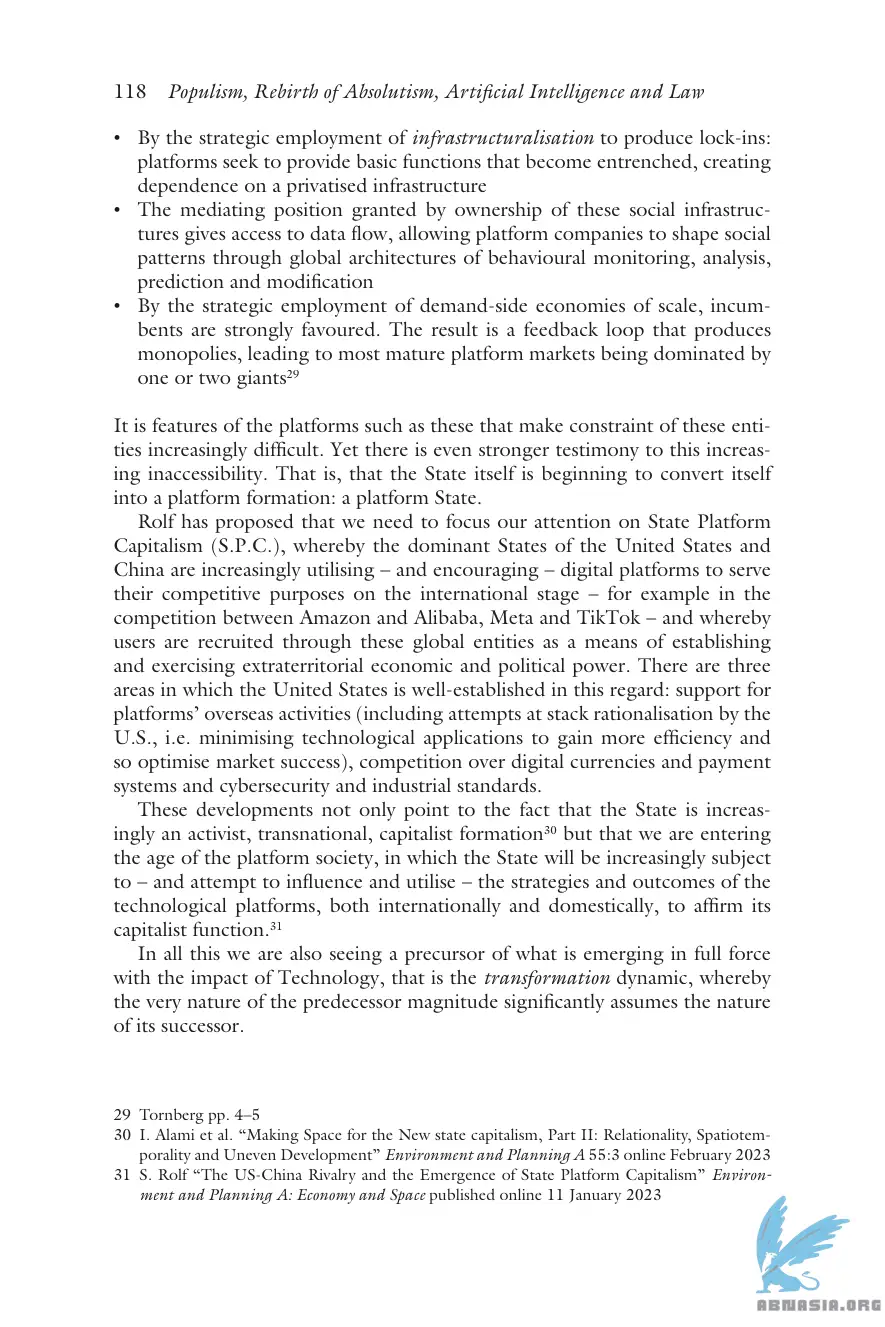 118 Populism, Rebirth of Absolutism, Artificial Intelligence and Law
• By the strategic employment of infrastructuralisation to produce lock-ins:
platforms seek to provide basic functions that become entrenched, creating
dependence on a privatised infrastructure
• The mediating position granted by ownership of these social infrastruc-
tures gives access to data flow, allowing platform companies to shape social
patterns through global architectures of behavioural monitoring, analysis,
prediction and modification
• By the strategic employment of demand-side economies of scale, incum-
bents are strongly favoured. The result is a feedback loop that produces
monopolies, leading to most mature platform markets being dominated by
one or two giants²⁹
It is features of the platforms such as these that make constraint of these enti-
ties increasingly difficult. Yet there is even stronger testimony to this increas-
ing inaccessibility. That is, that the State itself is beginning to convert itself
into a platform formation: a platform State.
Rolf has proposed that we need to focus our attention on State Platform
Capitalism (S.P.C.), whereby the dominant States of the United States and
China are increasingly utilising – and encouraging – digital platforms to serve
their competitive purposes on the international stage – for example in the
competition between Amazon and Alibaba, Meta and TikTok – and whereby
users are recruited through these global entities as a means of establishing
and exercising extraterritorial economic and political power. There are three
areas in which the United States is well-established in this regard: support for
platforms’ overseas activities (including attempts at stack rationalisation by the
U.S., i.e. minimising technological applications to gain more efficiency and
so optimise market success), competition over digital currencies and payment
systems and cybersecurity and industrial standards.
These developments not only point to the fact that the State is increas-
ingly an activist, transnational, capitalist formation³⁰ but that we are entering
the age of the platform society, in which the State will be increasingly subject
to – and attempt to influence and utilise – the strategies and outcomes of the
technological platforms, both internationally and domestically, to affirm its
capitalist function.³¹
In all this we are also seeing a precursor of what is emerging in full force
with the impact of Technology, that is the transformation dynamic, whereby
the very nature of the predecessor magnitude significantly assumes the nature
of its successor.
29 Tornberg pp. 4–5
30 I. Alami et al. “Making Space for the New state capitalism, Part II: Relationality, Spatiotem-
porality and Uneven Development” Environment and Planning A 55:3 online February 2023
31 S. Rolf “The US-China Rivalry and the Emergence of State Platform Capitalism” Environ-
ment and Planning A: Economy and Space published online 11 January 2023
ABNASIA.ORG